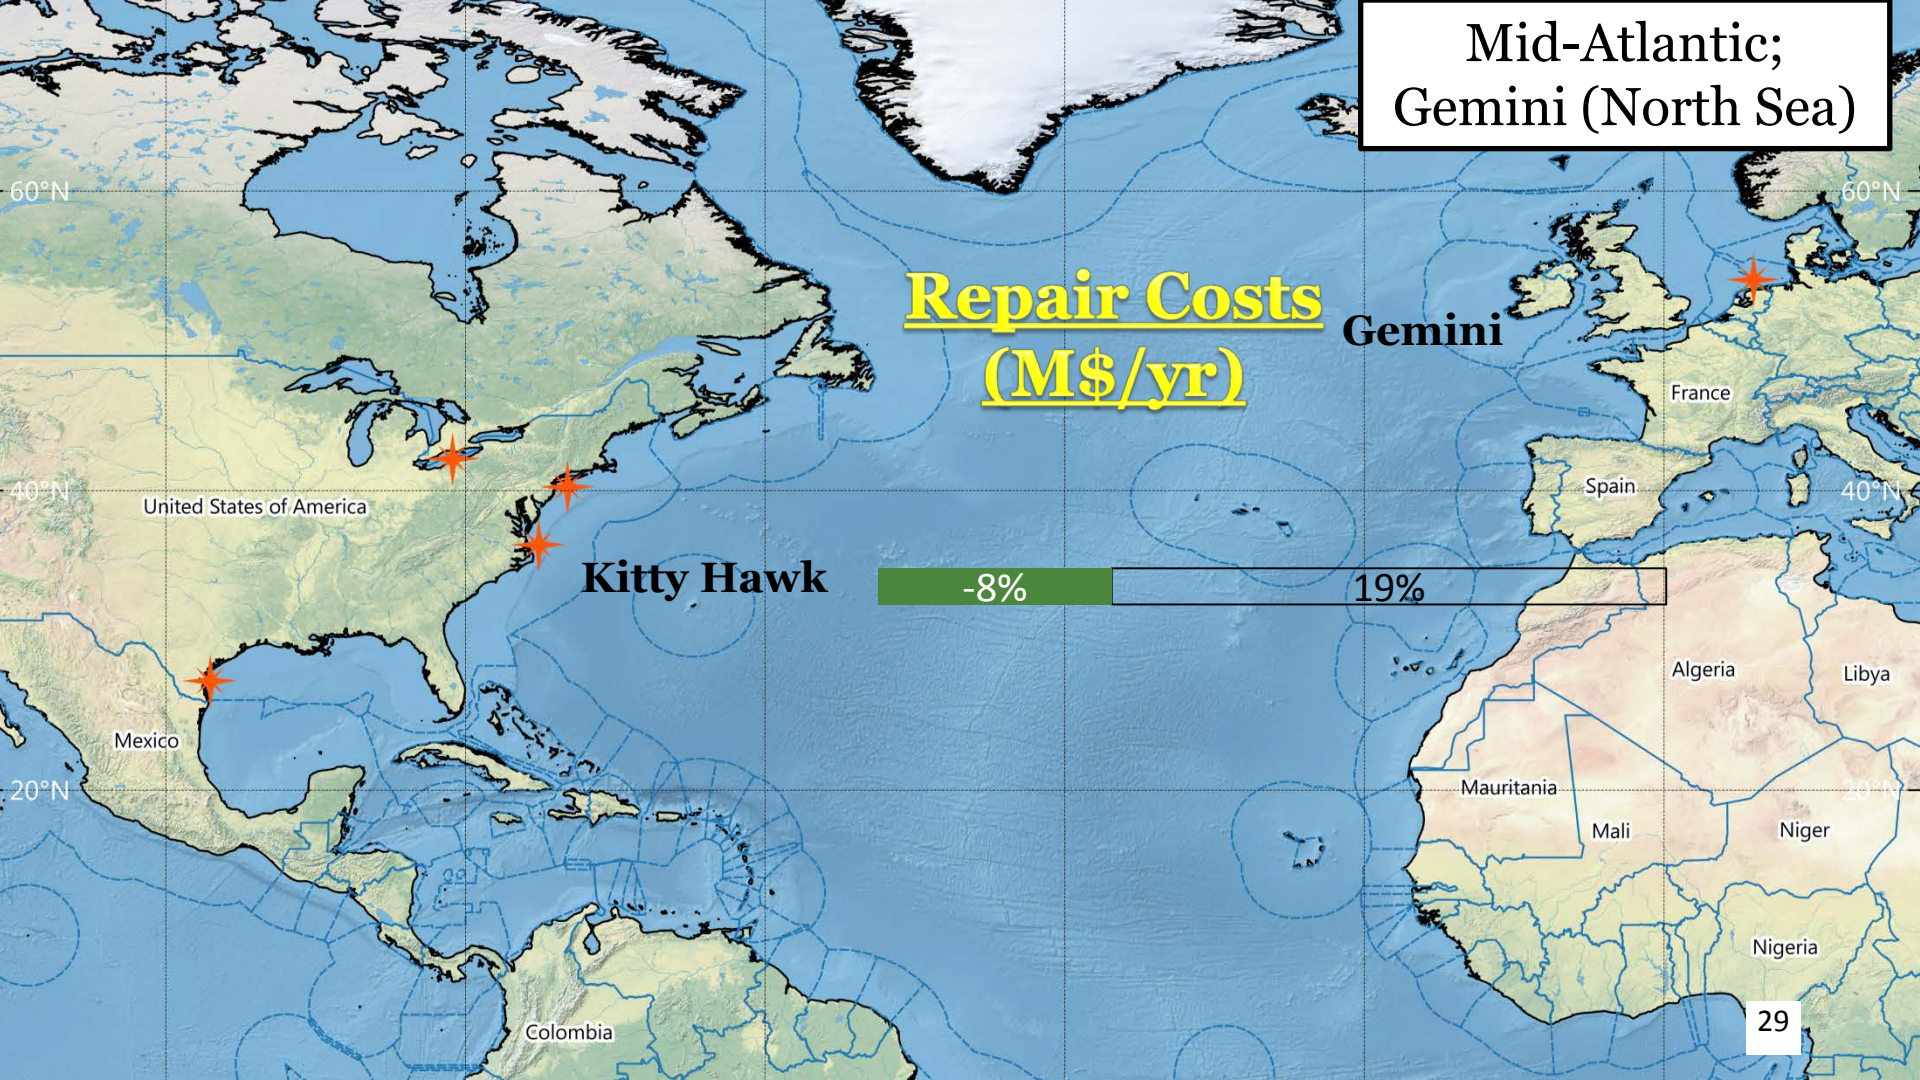 Mid-Atlantic;
Gemini (North Sea)
60°N
60°N
Repair Costs
(M$/yr)
Gemini
France
40°N
United States of America
Spain
40°N
Kitty Hawk
-8%
19%
Algeria
Libya
Mexico
20°N
Mauritania
20°N
Mali
Niger
Nigeria
Colombia
29